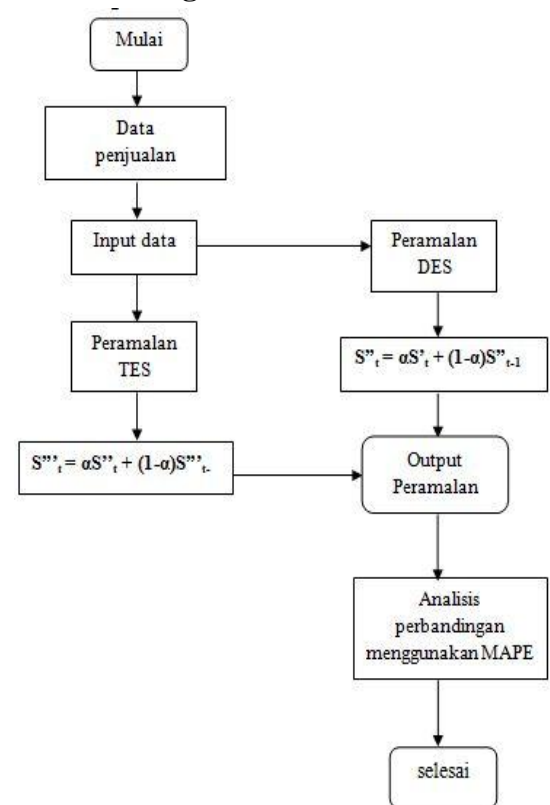 Mulai
Data
penjualan
Input data
Peramalan
DES
Peramalan
TES
S”ₜ = αS’ₜ + (1-α)S”ₜ₋₁
S”’ₜ = αS”ₜ + (1-α)S”’ₜ₋
Output
Peramalan
Analisis
perbandingan
menggunakan MAPE
selesai